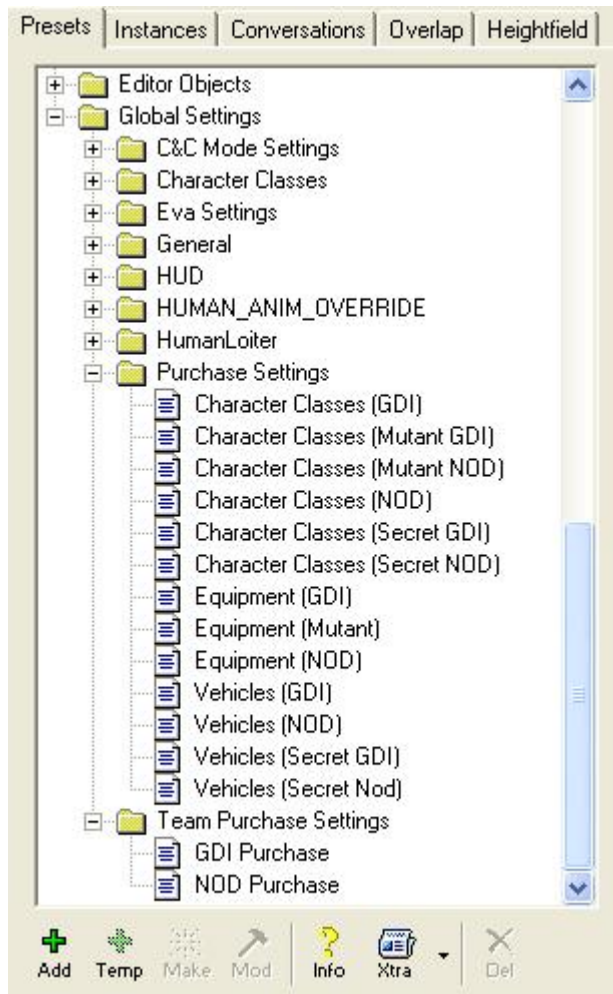 Presets Instances Conversations Overlap Heightfield
Editor Objects
Global Settings
C&C Mode Settings
Character Classes
Eva Settings
General
HUD
HUMAN_ANIM_OVERRIDE
HumanLoiter
Purchase Settings
Character Classes (GDI)
Character Classes (Mutant GDI)
Character Classes (Mutant NOD)
Character Classes (NOD)
Character Classes (Secret GDI)
Character Classes (Secret NOD)
Equipment (GDI)
Equipment (Mutant)
Equipment (NOD)
Vehicles (GDI)
Vehicles (NOD)
Vehicles (Secret GDI)
Vehicles (Secret Nod)
Team Purchase Settings
GDI Purchase
NOD Purchase
Add Temp Make Mod Info Xtra Del